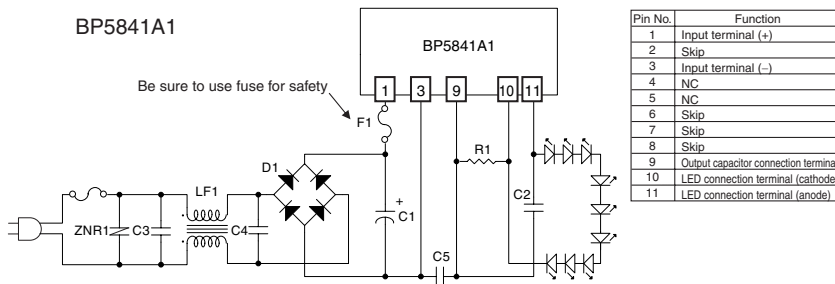 BP5841A1
BP5841A1
Be sure to use fuse for safety
1
3
9
10
11
F1
R1
D1
LF1
ZNR1
C3
C4
+
C1
C5
C2
Pin No. Function
1 Input terminal (+)
2 Skip
3 Input terminal (−)
4 NC
5 NC
6 Skip
7 Skip
8 Skip
9 Output capacitor connection termina
10 LED connection terminal (cathode
11 LED connection terminal (anode)